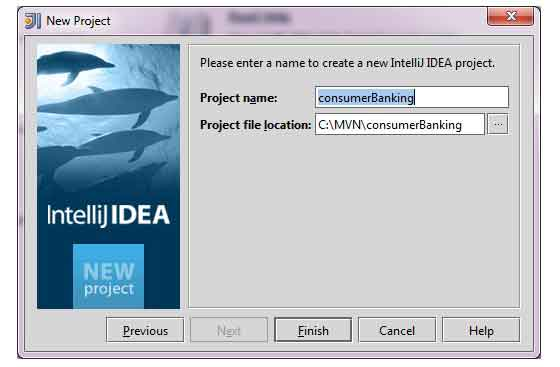 New Project
Please enter a name to create a new IntelliJ IDEA project.
Project name: consumerBanking
Project file location: C:\MVN\consumerBanking ...
IntelliJ IDEA
NEW
project
Previous Next Finish Cancel Help